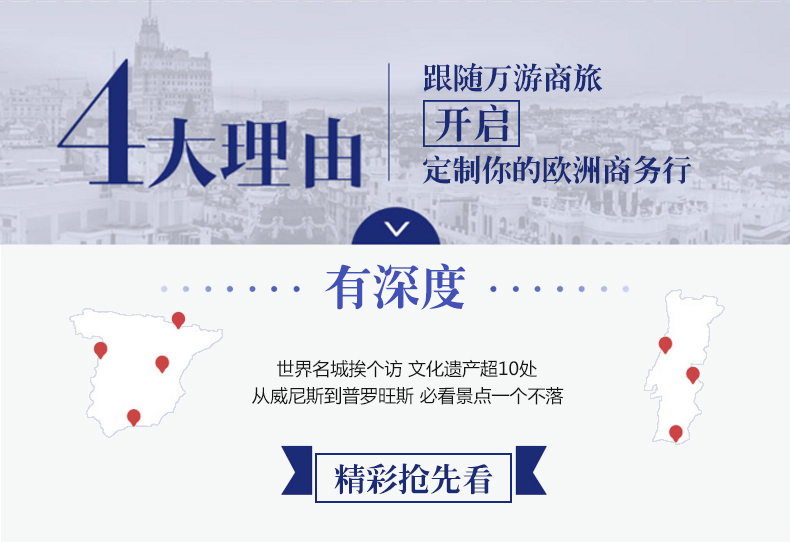 4大理由
跟随万游商旅
开启
定制你的欧洲商务行
有深度
世界名城挨个访 文化遗产超10处
从威尼斯到普罗旺斯 必看景点一个不落
精彩抢先看